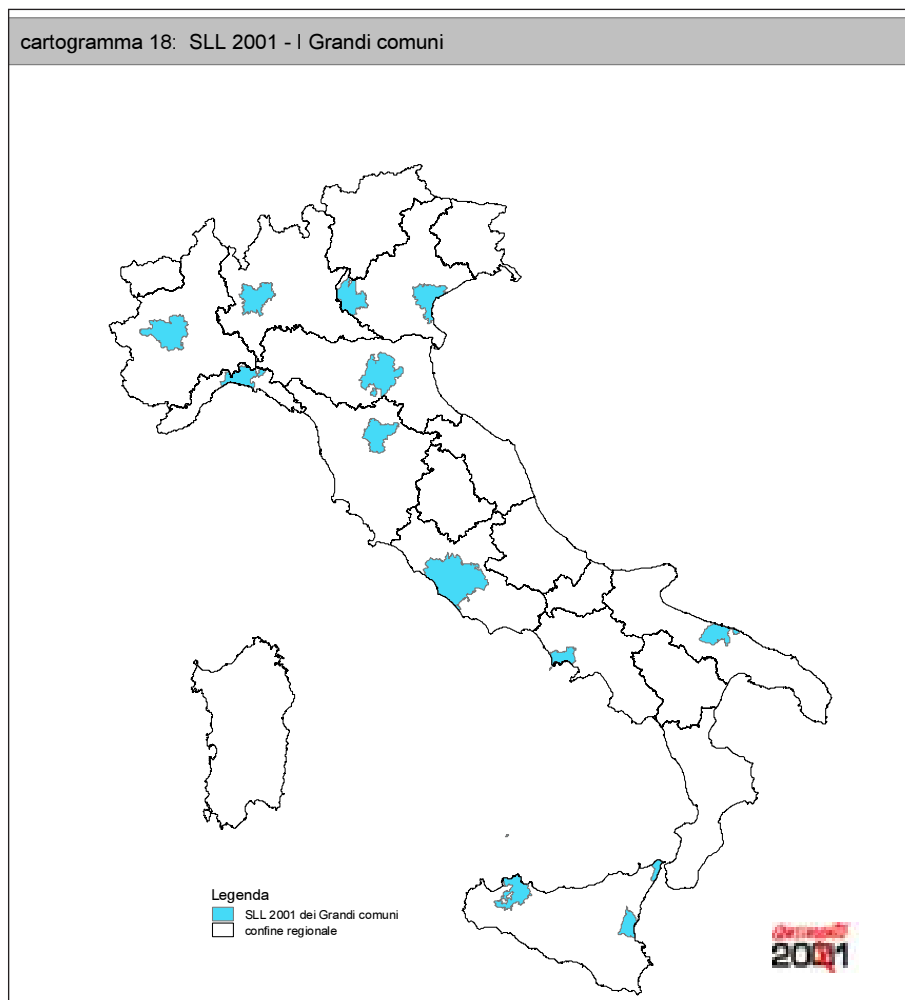 cartogramma 18: SLL 2001 - I Grandi comuni
Legenda
SLL 2001 dei Grandi comuni
confine regionale
2001